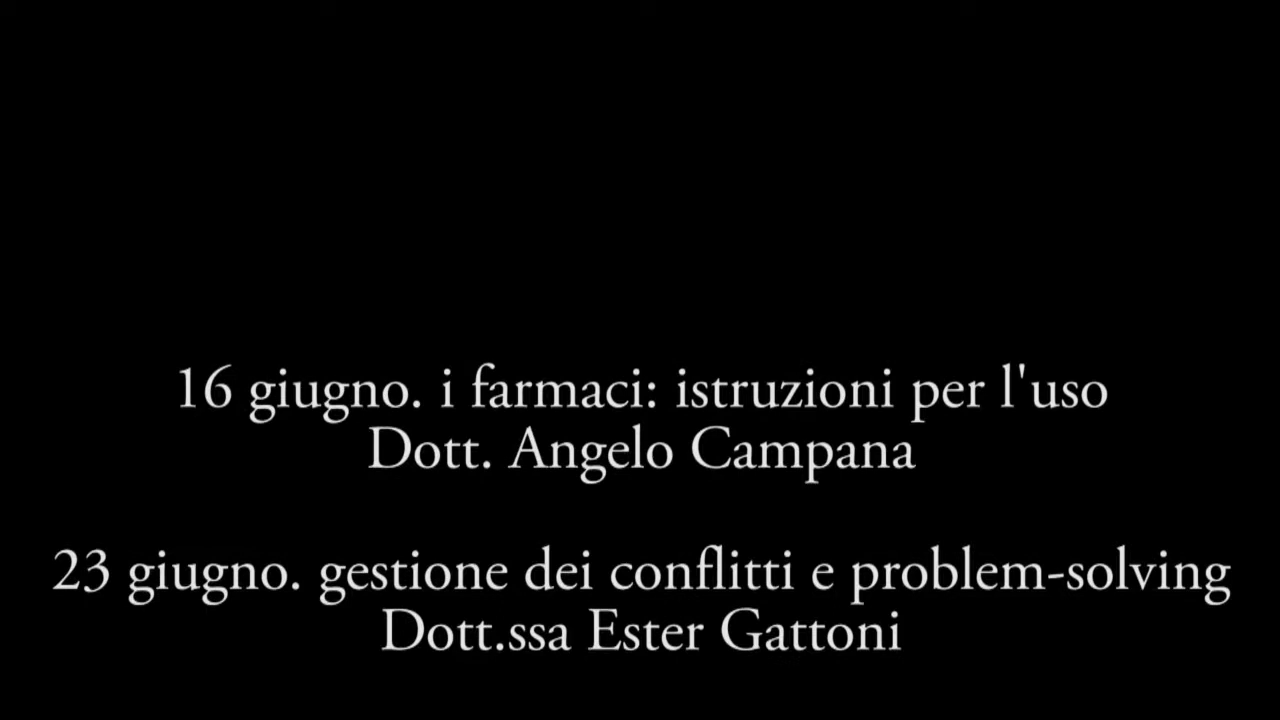 16 giugno. i farmaci: istruzioni per l'uso
Dott. Angelo Campana
23 giugno. gestione dei conflitti e problem-solving
Dott.ssa Ester Gattoni